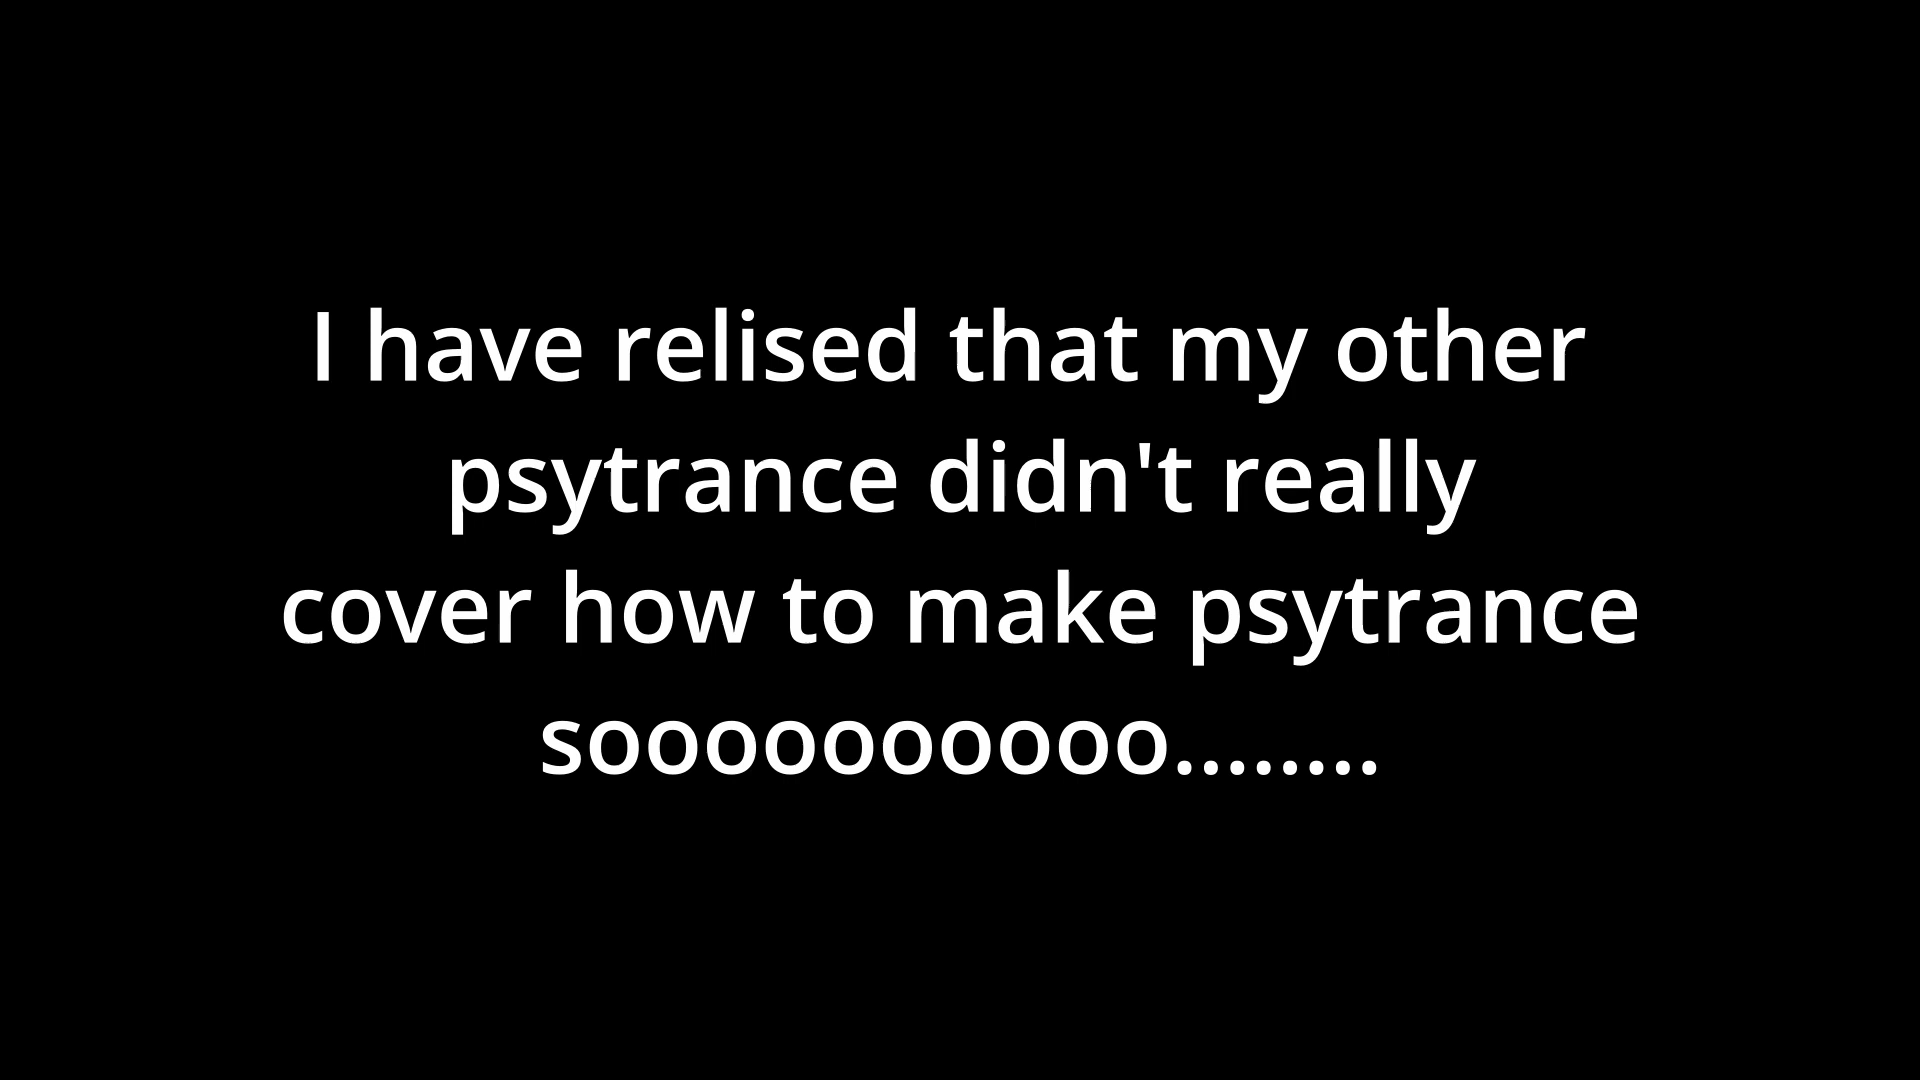 I have relised that my other
psytrance didn't really
cover how to make psytrance
soooooooooo........